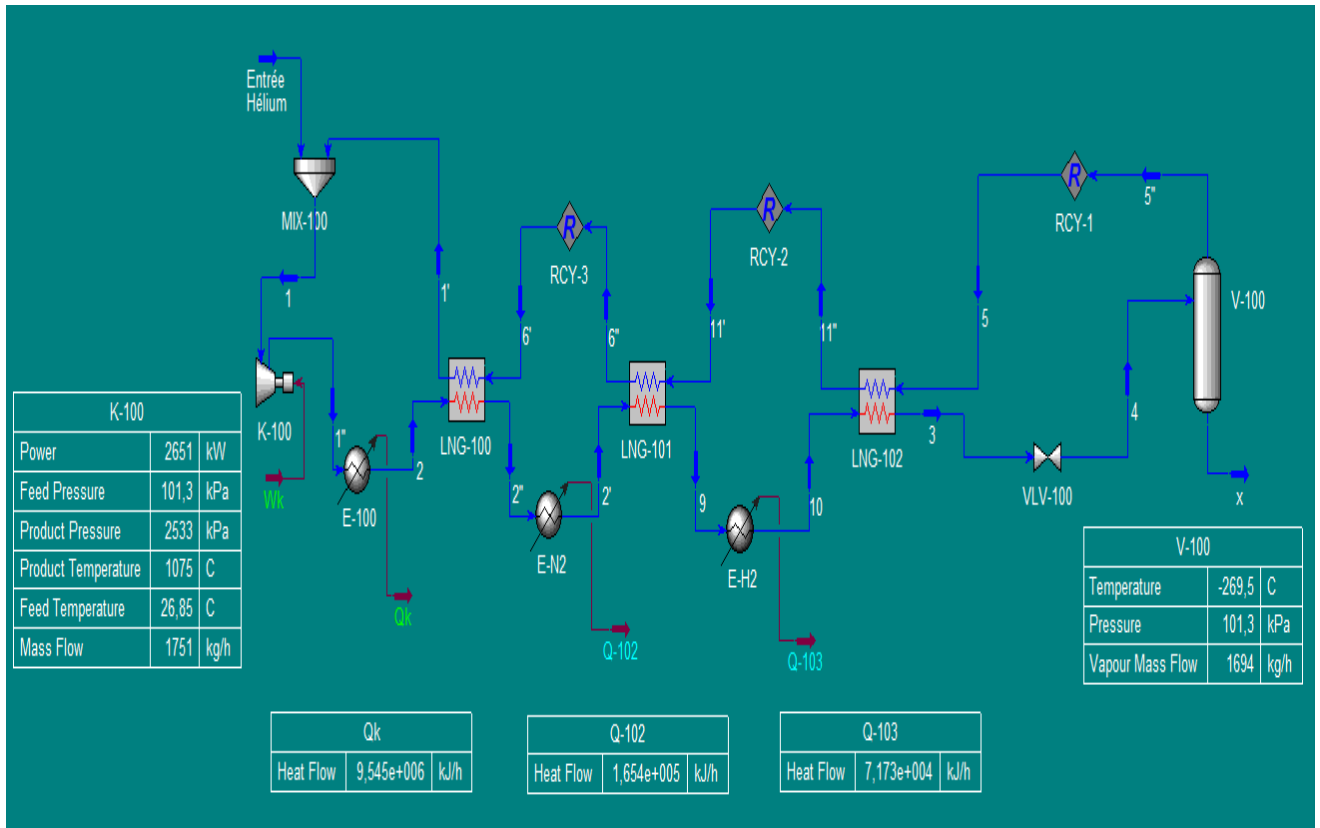 Entrée
Hélium
MIX-100
1
1'
K-100
Wk
1"
E-100
2
Qk
LNG-100
6'
RCY-3
6"
2"
E-N2
2'
Q-102
LNG-101
11'
RCY-2
11"
9
E-H2
10
Q-103
LNG-102
3
5
RCY-1
5"
VLV-100
4
V-100
x
K-100
Power 2651 kW
Feed Pressure 101,3 kPa
Product Pressure 2533 kPa
Product Temperature 1075 C
Feed Temperature 26,85 C
Mass Flow 1751 kg/h
V-100
Temperature -269,5 C
Pressure 101,3 kPa
Vapour Mass Flow 1694 kg/h
Qk
Heat Flow 9,545e+006 kJ/h
Q-102
Heat Flow 1,654e+005 kJ/h
Q-103
Heat Flow 7,173e+004 kJ/h
R
R
R